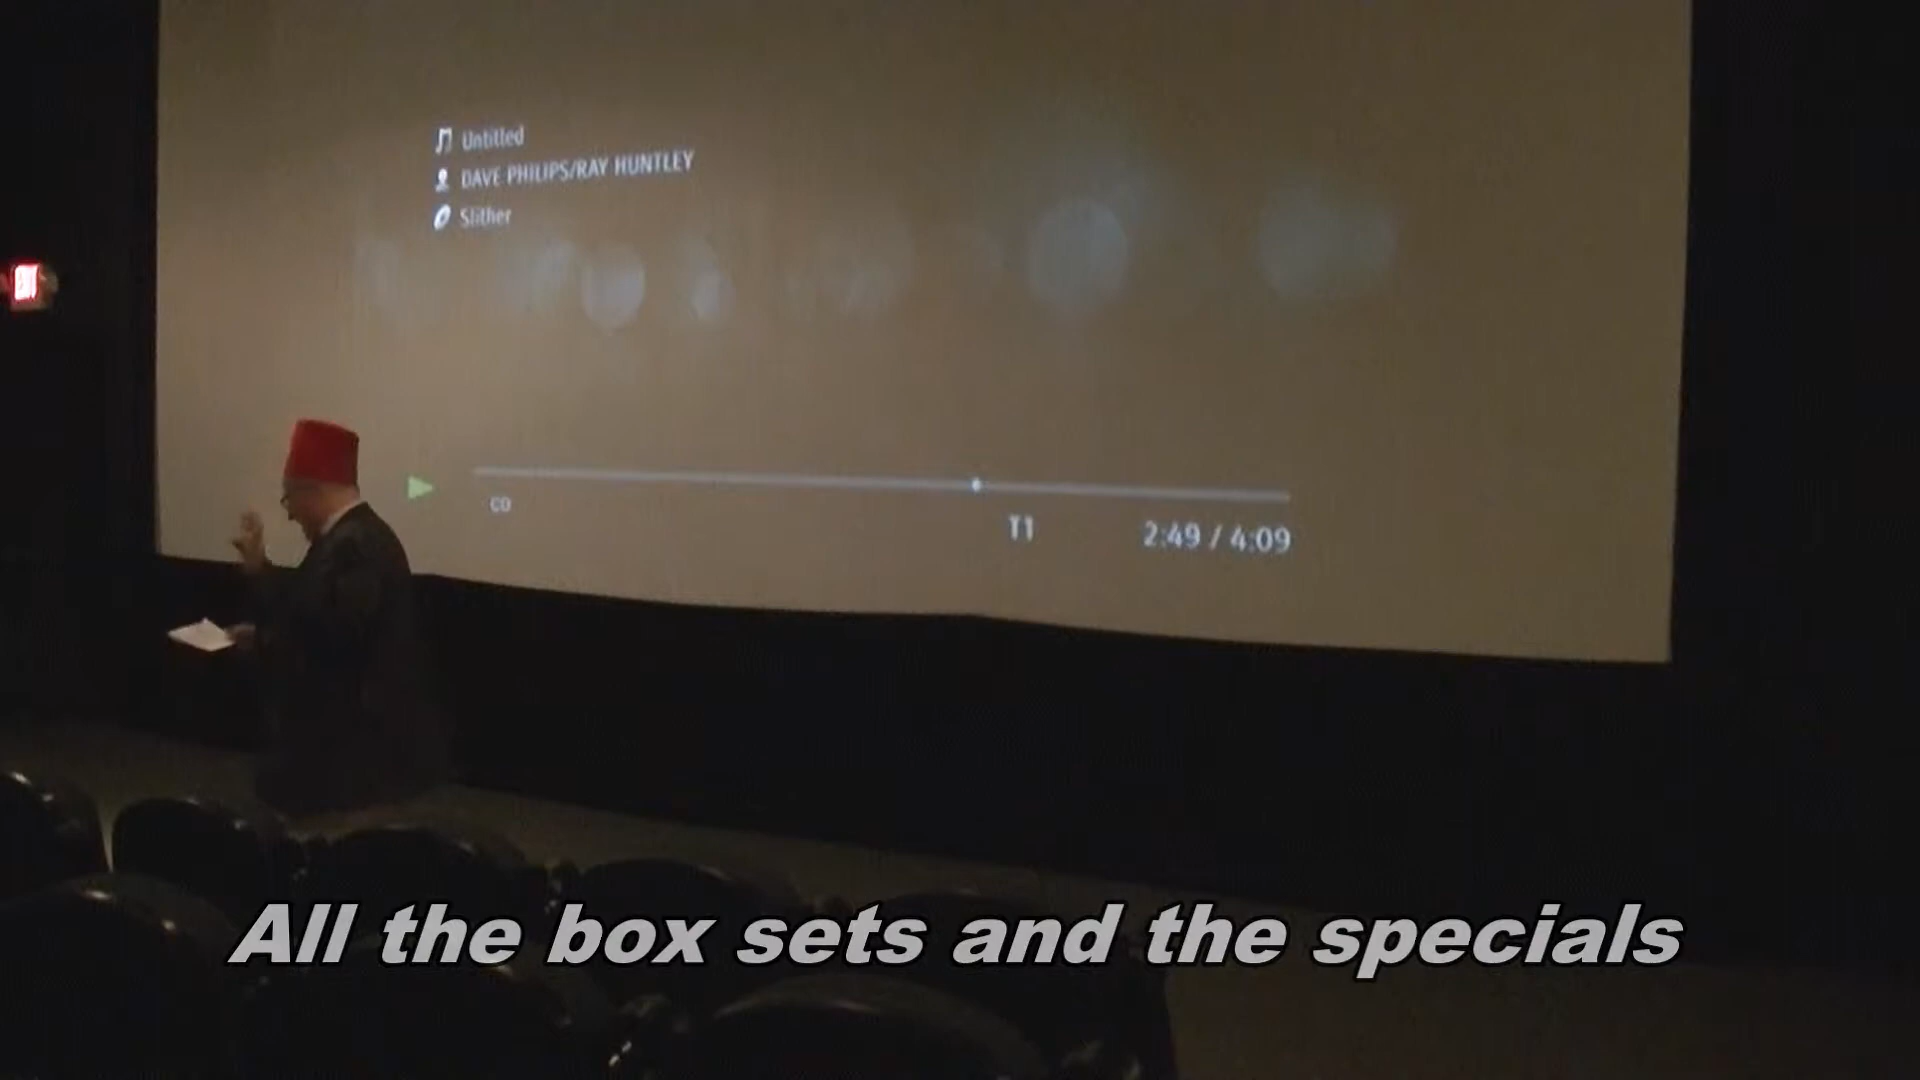 Untitled
DAVE PHILIPS/RAY HUNTLEY
Slither
CD
T1
2:49 / 4:09
All the box sets and the specials